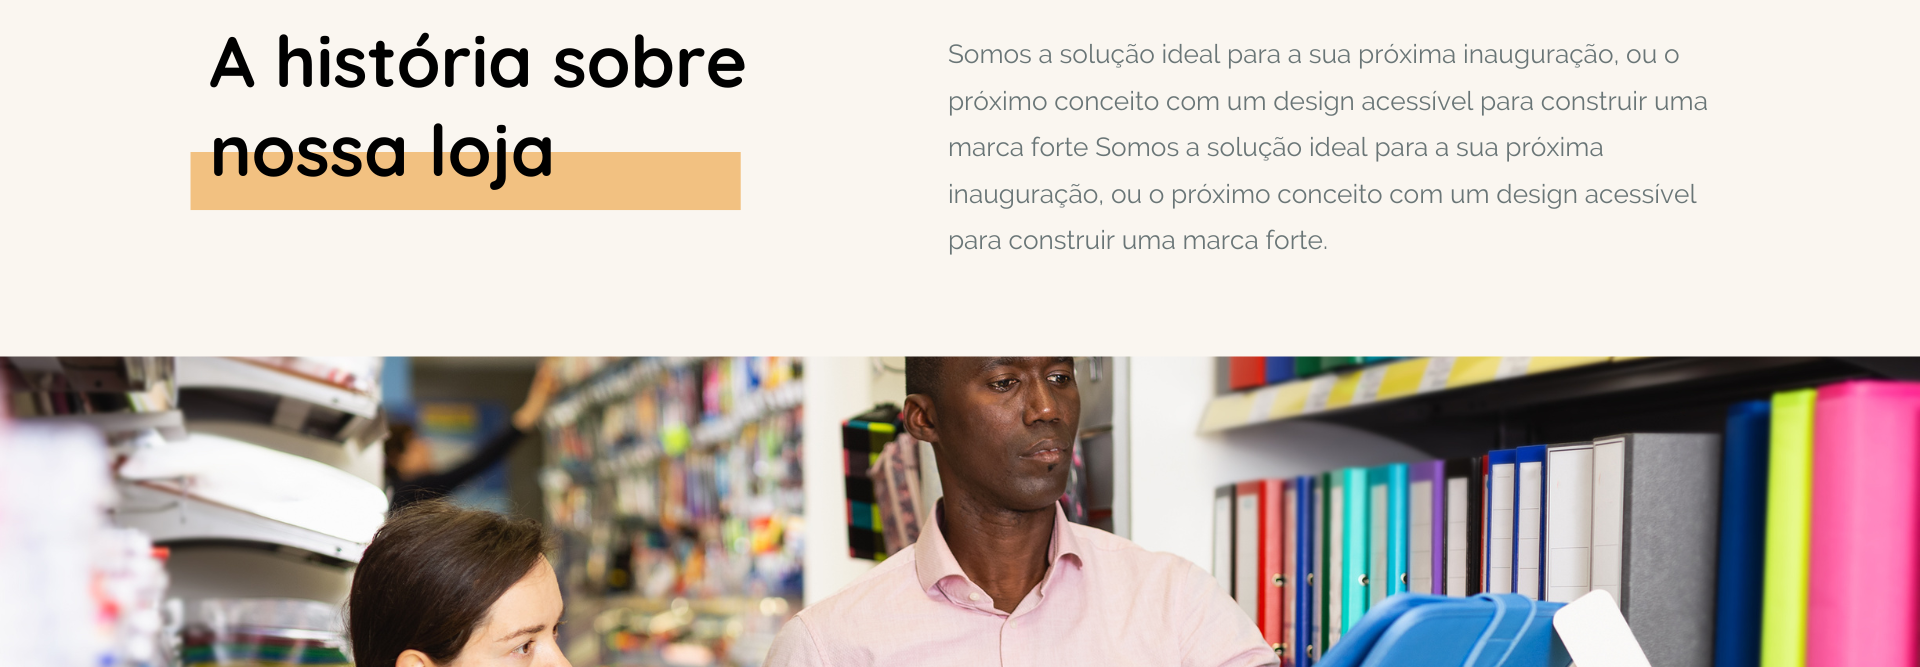 A história sobre
nossa loja
Somos a solução ideal para a sua próxima inauguração, ou o
próximo conceito com um design acessível para construir uma
marca forte Somos a solução ideal para a sua próxima
inauguração, ou o próximo conceito com um design acessível
para construir uma marca forte.